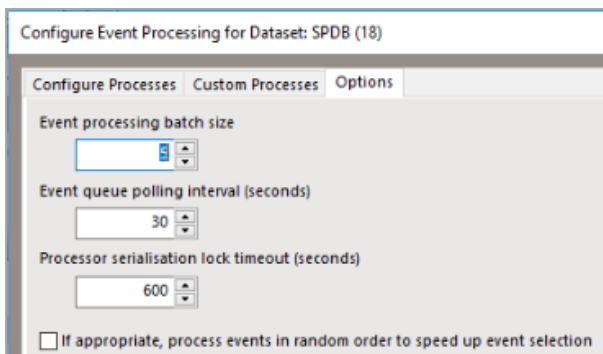 Configure Event Processing for Dataset: SPDB (18)
Configure Processes Custom Processes Options
Event processing batch size
5
Event queue polling interval (seconds)
30
Processor serialisation lock timeout (seconds)
600
If appropriate, process events in random order to speed up event selection